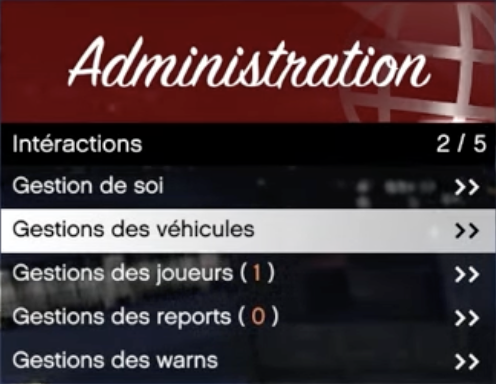 Administration
Intéractions 2 / 5
Gestion de soi >>
Gestions des véhicules >>
Gestions des joueurs ( 1 ) >>
Gestions des reports ( 0 ) >>
Gestions des warns >>